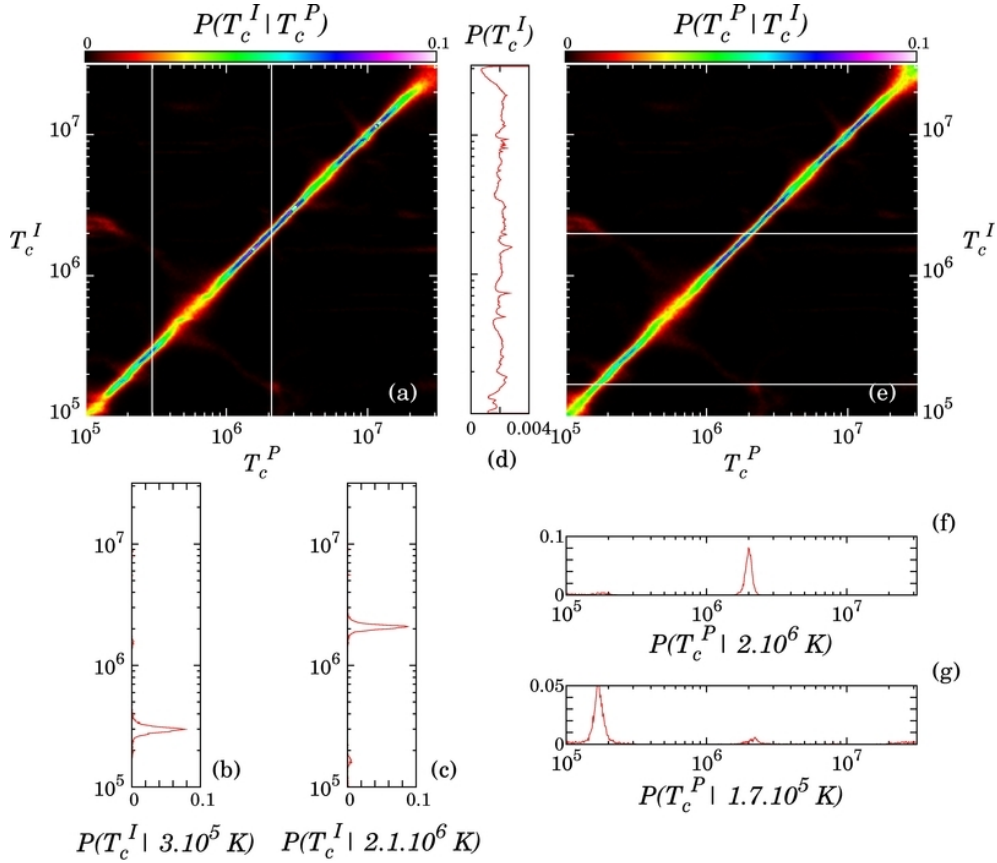 P(T_c^I | T_c^P)
P(T_c^I)
P(T_c^P | T_c^I)
0 0.1
0 0.1
10^7
10^6
10^5
T_c^I
(a)
10^5 10^6 10^7
T_c^P
0 0.004
(d)
(e)
10^7
10^6
10^5
T_c^I
10^5 10^6 10^7
T_c^P
10^7
10^6
10^5
(b)
0 0.1
P(T_c^I | 3.10^5 K)
10^7
10^6
10^5
(c)
0 0.1
P(T_c^I | 2.1.10^6 K)
(f)
0.1
0
10^5 10^6 10^7
P(T_c^P | 2.10^6 K)
(g)
0.05
0
10^5 10^6 10^7
P(T_c^P | 1.7.10^5 K)